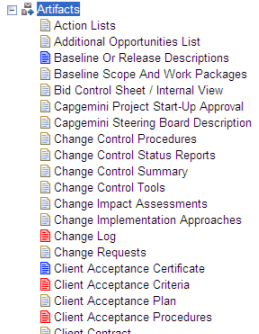 Artifacts
Action Lists
Additional Opportunities List
Baseline Or Release Descriptions
Baseline Scope And Work Packages
Bid Control Sheet / Internal View
Capgemini Project Start-Up Approval
Capgemini Steering Board Description
Change Control Procedures
Change Control Status Reports
Change Control Summary
Change Control Tools
Change Impact Assessments
Change Implementation Approaches
Change Log
Change Requests
Client Acceptance Certificate
Client Acceptance Criteria
Client Acceptance Plan
Client Acceptance Procedures
Client Contract